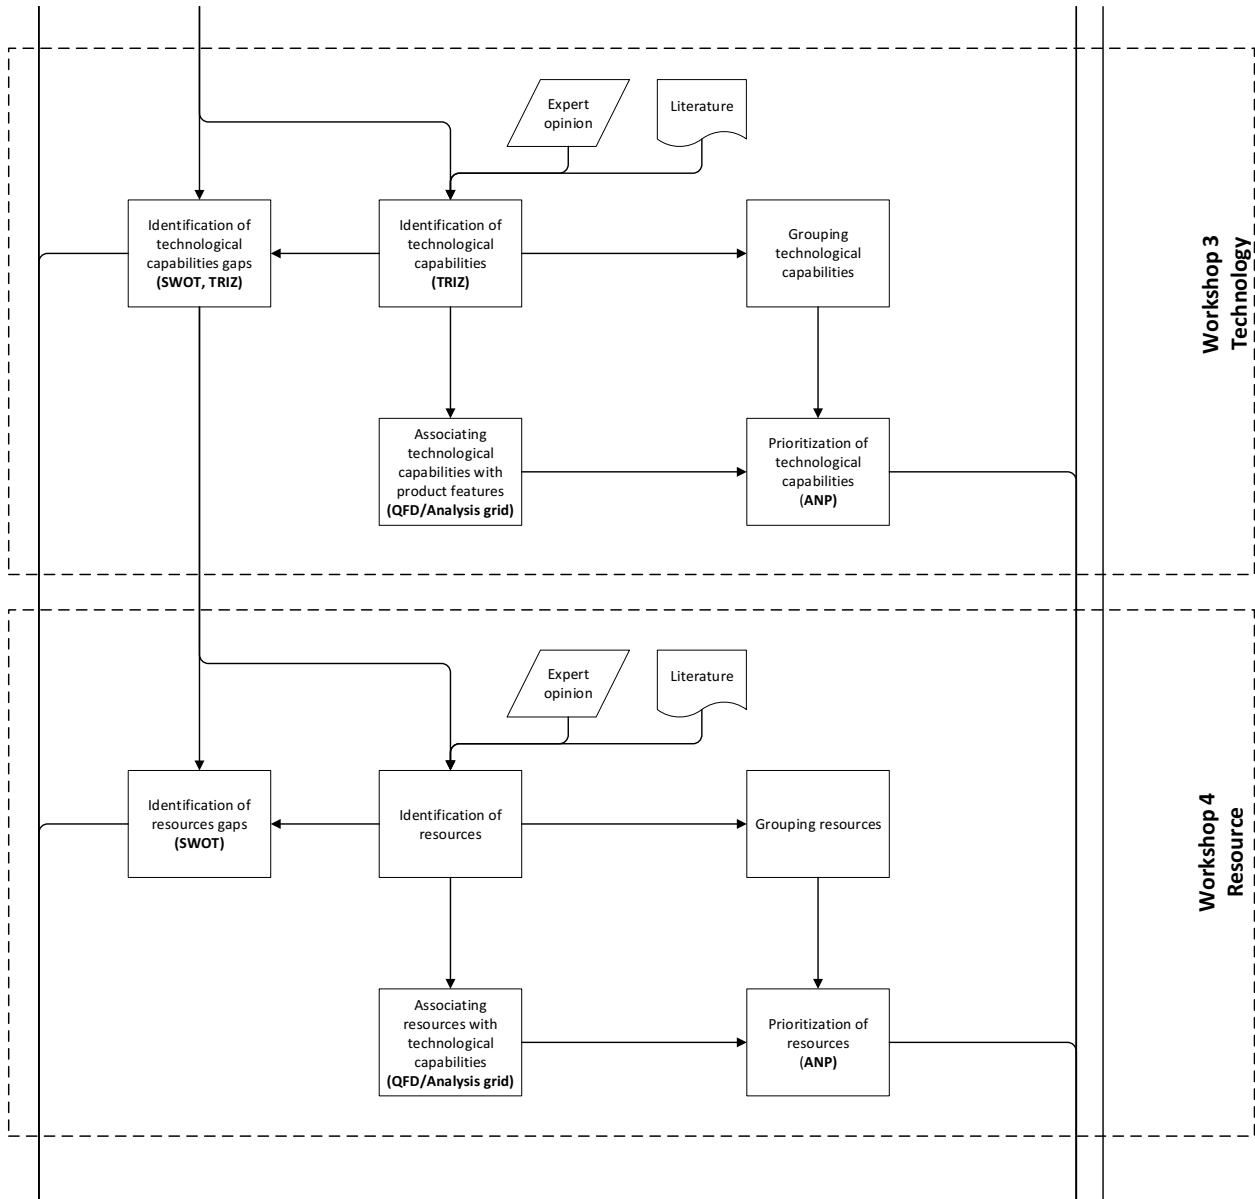 Expert
opinion
Literature
Identification of
technological
capabilities gaps
(SWOT, TRIZ)
Identification of
technological
capabilities
(TRIZ)
Grouping
technological
capabilities
Associating
technological
capabilities with
product features
(QFD/Analysis grid)
Prioritization of
technological
capabilities
(ANP)
Workshop 3
Technology
Expert
opinion
Literature
Identification of
resources gaps
(SWOT)
Identification of
resources
Grouping resources
Associating
resources with
technological
capabilities
(QFD/Analysis grid)
Prioritization of
resources
(ANP)
Workshop 4
Resource